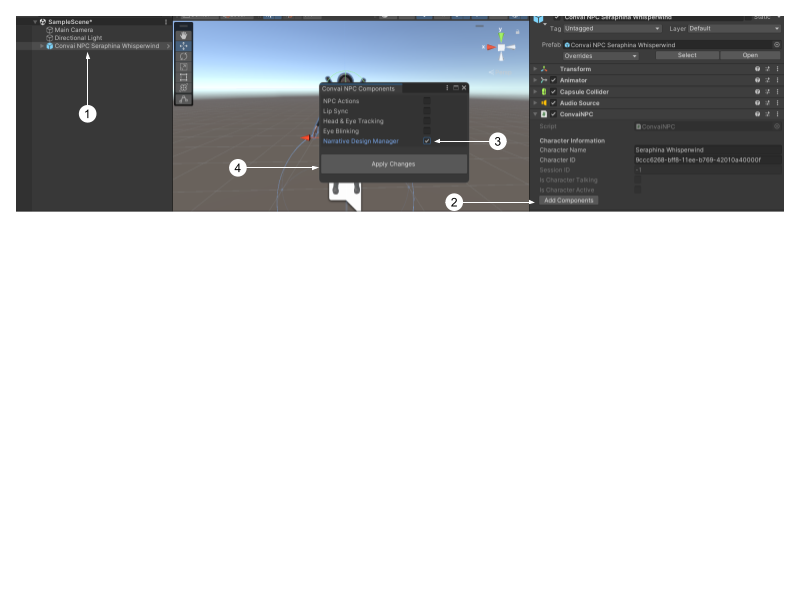 SampleScene*
Main Camera
Directional Light
Convai NPC Seraphina Whisperwind
1
Convai NPC Components
NPC Actions
Lip Sync
Head & Eye Tracking
Eye Blinking
Narrative Design Manager
3
4
Apply Changes
y
x
z
Convai NPC Seraphina Whisperwind
Static
Tag Untagged Layer Default
Prefab Convai NPC Seraphina Whisperwind
Overrides Select Open
Transform
Animator
Capsule Collider
Audio Source
ConvaiNPC
Script ConvaiNPC
Character Information
Character Name Seraphina Whisperwind
Character ID 9ccc6268-bff8-11ee-b769-42010a40000f
Session ID -1
Is Character Talking
Is Character Active
2
Add Components